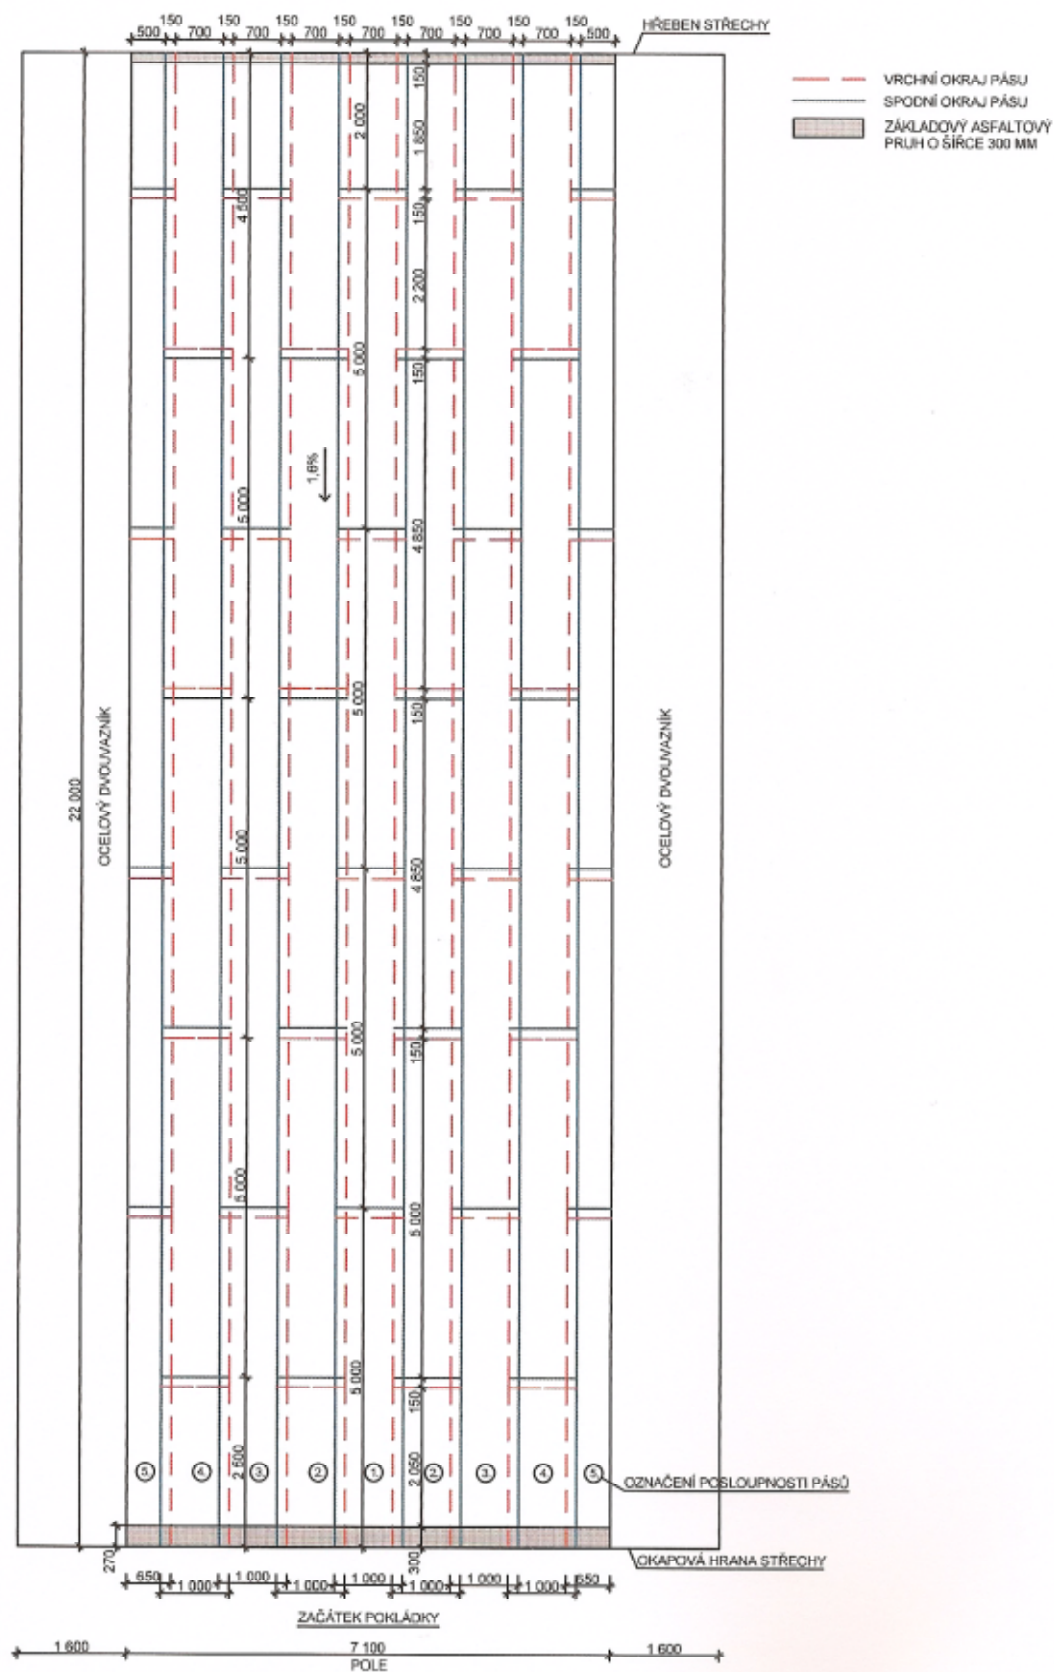 150 150 150 150 150 150 150 150
500 700 700 700 700 700 700 700 500
HŘEBEN STŘECHY
VRCHNÍ OKRAJ PÁSU
SPODNÍ OKRAJ PÁSU
ZÁKLADOVÝ ASFALTOVÝ
PRUH O ŠÍŘCE 300 MM
150
2 000
1 850
4 500
150
2 200
5 000
150
1,8%
5 000
4 850
5 000
150
OCELOVÝ DVOUVAZNÍK
22 000
OCELOVÝ DVOUVAZNÍK
5 000
4 850
5 000
150
5 000
5 000
5 000
150
2 500
2 050
5. 4. 3. 2. 1. 2. 3. 4. 5.
OZNAČENÍ POSLOUPNOSTI PÁSŮ
270
300
OKAPOVÁ HRANA STŘECHY
650 1 000 1 000 1 000 1 000 1 000 1 000 1 000 650
ZAČÁTEK POKLÁDKY
1 600 7 100 1 600
POLE